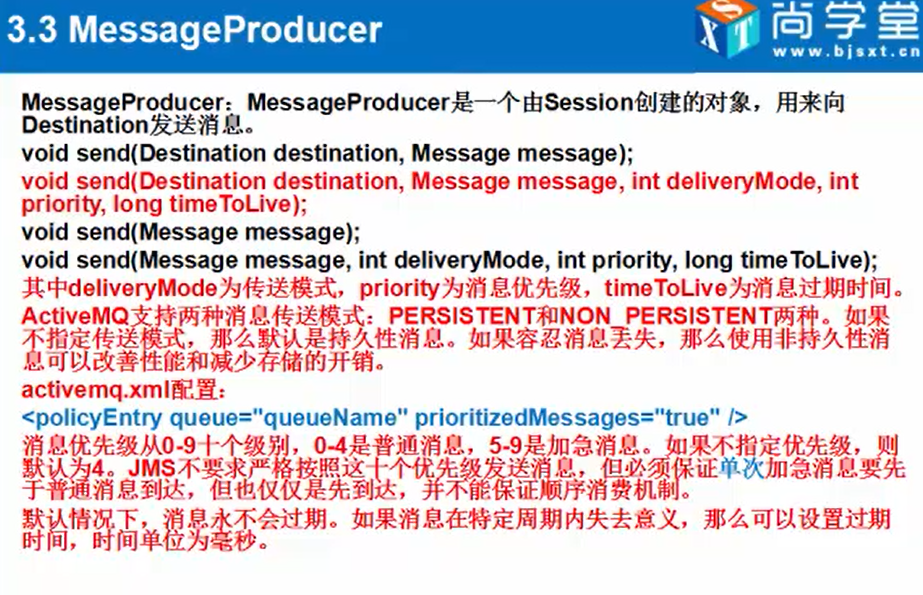 3.3 MessageProducer
XST
尚学堂
www.bjsxt.cn
MessageProducer：MessageProducer是一个由Session创建的对象，用来向
Destination发送消息。
void send(Destination destination, Message message);
void send(Destination destination, Message message, int deliveryMode, int
priority, long timeToLive);
void send(Message message);
void send(Message message, int deliveryMode, int priority, long timeToLive);
其中deliveryMode为传送模式，priority为消息优先级，timeToLive为消息过期时间。
ActiveMQ支持两种消息传送模式：PERSISTENT和NON_PERSISTENT两种。如果
不指定传送模式，那么默认是持久性消息。如果容忍消息丢失，那么使用非持久性消
息可以改善性能和减少存储的开销。
activemq.xml配置：
<policyEntry queue="queueName" prioritizedMessages="true" />
消息优先级从0-9十个级别，0-4是普通消息，5-9是加急消息。如果不指定优先级，则
默认为4。JMS不要求严格按照这十个优先级发送消息，但必须保证单次加急消息要先
于普通消息到达，但也仅仅是先到达，并不能保证顺序消费机制。
默认情况下，消息永不会过期。如果消息在特定周期内失去意义，那么可以设置过期
时间，时间单位为毫秒。